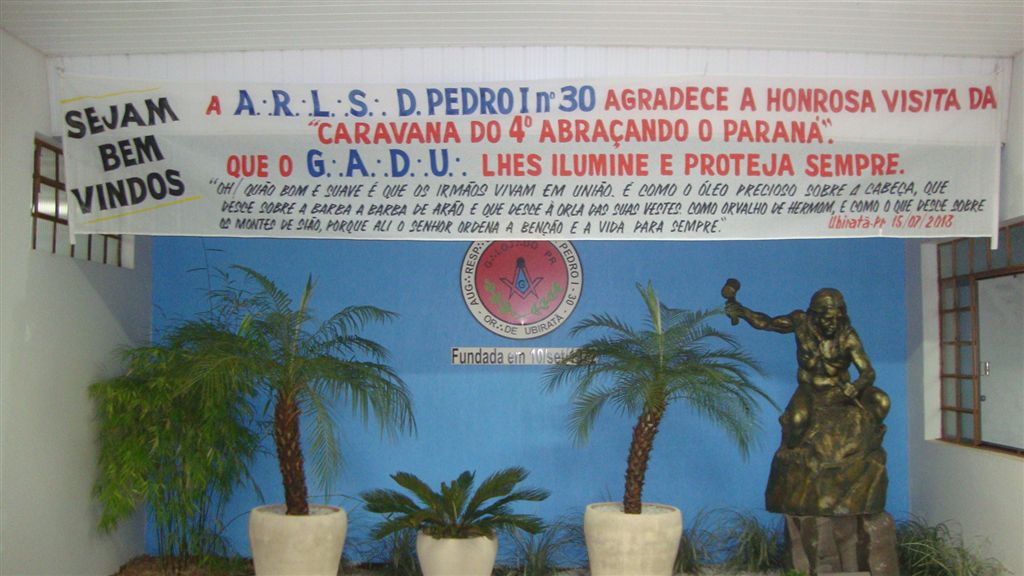 SEJAM
BEM
VINDOS
A A∴R∴L∴S∴ D. PEDRO I nº 30 AGRADECE A HONROSA VISITA DA
"CARAVANA DO 4º ABRAÇANDO O PARANÁ".
QUE O G∴A∴D∴U∴ LHES ILUMINE E PROTEJA SEMPRE.
"OH! QUÃO BOM E SUAVE É QUE OS IRMÃOS VIVAM EM UNIÃO. É COMO O ÓLEO PRECIOSO SOBRE A CABEÇA, QUE
DESCE SOBRE A BARBA A BARBA DE ARÃO E QUE DESCE À ORLA DAS SUAS VESTES. COMO ORVALHO DE HERMOM, E COMO O QUE DESCE SOBRE
OS MONTES DE SIÃO, PORQUE ALI O SENHOR ORDENA A BENÇÃO E A VIDA PARA SEMPRE."
Ubiratã-Pr 15/07/2013
AUG∴ RESP∴
PEDRO I - 30
G
OR∴ DE UBIRATÃ
Fundada em 10